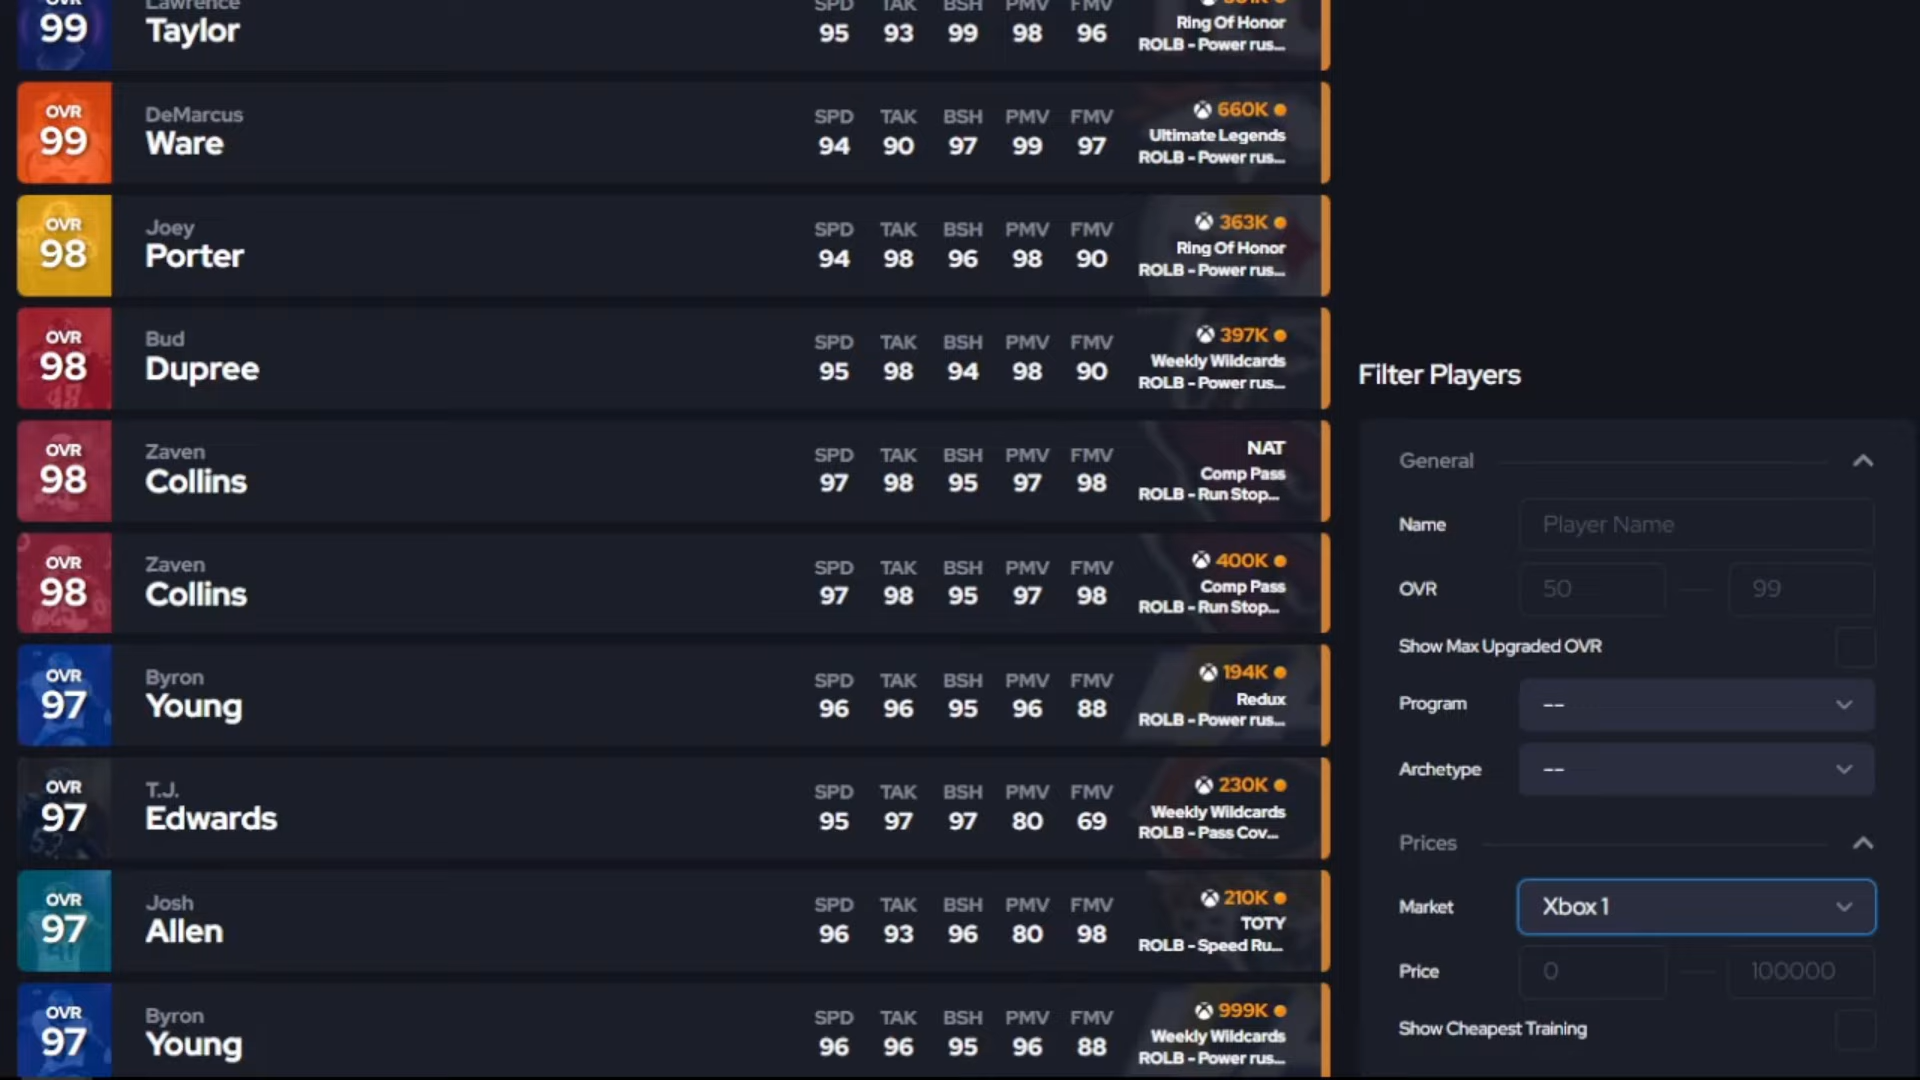 Lawrence
99 Taylor SPD TAK BSH PMV FMV
95 93 99 98 96
Ring Of Honor
ROLB - Power rus...
OVR 99 DeMarcus Ware
SPD TAK BSH PMV FMV
94 90 97 99 97
660K
Ultimate Legends
ROLB - Power rus...
OVR 98 Joey Porter
SPD TAK BSH PMV FMV
94 98 96 98 90
363K
Ring Of Honor
ROLB - Power rus...
OVR 98 Bud Dupree
SPD TAK BSH PMV FMV
95 98 94 98 90
397K
Weekly Wildcards
ROLB - Power rus...
OVR 98 Zaven Collins
SPD TAK BSH PMV FMV
97 98 95 97 98
NAT
Comp Pass
ROLB - Run Stop...
OVR 98 Zaven Collins
SPD TAK BSH PMV FMV
97 98 95 97 98
400K
Comp Pass
ROLB - Run Stop...
OVR 97 Byron Young
SPD TAK BSH PMV FMV
96 96 95 96 88
194K
Redux
ROLB - Power rus...
OVR 97 T.J. Edwards
SPD TAK BSH PMV FMV
95 97 97 80 69
230K
Weekly Wildcards
ROLB - Pass Cov...
OVR 97 Josh Allen
SPD TAK BSH PMV FMV
96 93 96 80 98
210K
TOTY
ROLB - Speed Ru...
OVR 97 Byron Young
SPD TAK BSH PMV FMV
96 96 95 96 88
999K
Weekly Wildcards
ROLB - Power rus...
Filter Players
General
Name Player Name
OVR 50 — 99
Show Max Upgraded OVR
Program --
Archetype --
Prices
Market Xbox 1
Price 0 — 100000
Show Cheapest Training